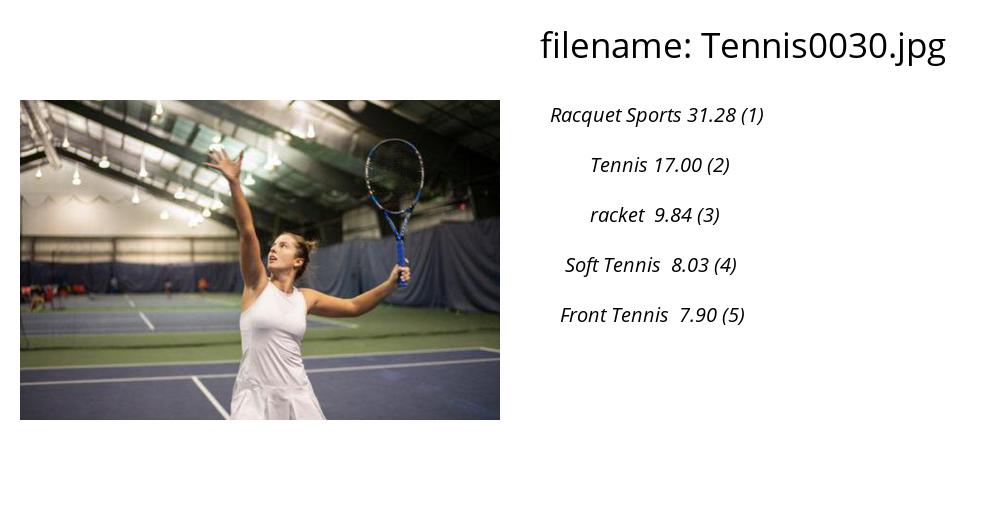 filename: Tennis0030.jpg
Racquet Sports 31.28 (1)
Tennis 17.00 (2)
racket 9.84 (3)
Soft Tennis 8.03 (4)
Front Tennis 7.90 (5)